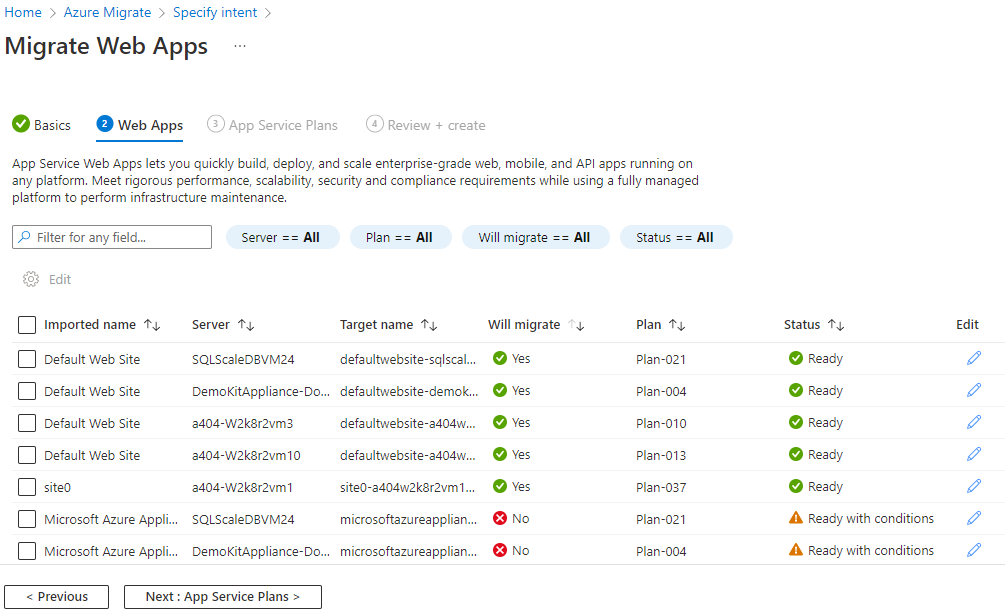 Home > Azure Migrate > Specify intent >
Migrate Web Apps ...
Basics 2 Web Apps 3 App Service Plans 4 Review + create
App Service Web Apps lets you quickly build, deploy, and scale enterprise-grade web, mobile, and API apps running on
any platform. Meet rigorous performance, scalability, security and compliance requirements while using a fully managed
platform to perform infrastructure maintenance.
Filter for any field... Server == All Plan == All Will migrate == All Status == All
Edit
Imported name ↑↓ Server ↑↓ Target name ↑↓ Will migrate ↑↓ Plan ↑↓ Status ↑↓ Edit
Default Web Site SQLScaleDBVM24 defaultwebsite-sqlscal... Yes Plan-021 Ready
Default Web Site DemoKitAppliance-Do... defaultwebsite-demok... Yes Plan-004 Ready
Default Web Site a404-W2k8r2vm3 defaultwebsite-a404w... Yes Plan-010 Ready
Default Web Site a404-W2k8r2vm10 defaultwebsite-a404w... Yes Plan-013 Ready
site0 a404-W2k8r2vm1 site0-a404w2k8r2vm1... Yes Plan-037 Ready
Microsoft Azure Appli... SQLScaleDBVM24 microsoftazureapplian... No Plan-021 Ready with conditions
Microsoft Azure Appli... DemoKitAppliance-Do... microsoftazureapplian... No Plan-004 Ready with conditions
< Previous Next : App Service Plans >